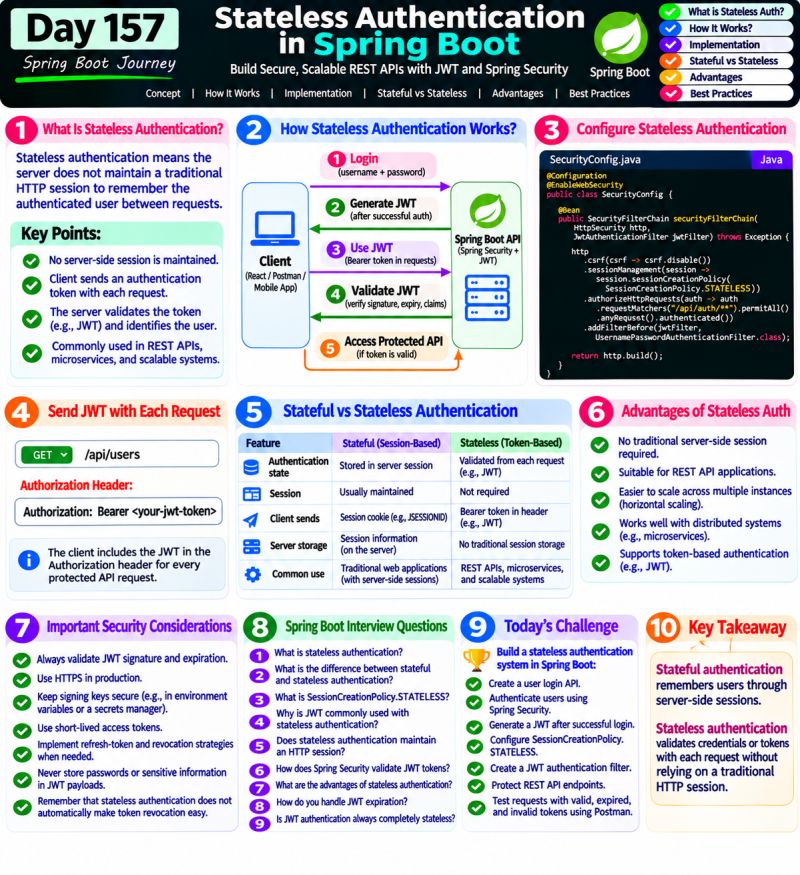 Day 157
Spring Boot Journey
Stateless Authentication
in Spring Boot
Build Secure, Scalable REST APIs with JWT and Spring Security
Concept | How It Works | Implementation | Stateful vs Stateless | Advantages | Best Practices
Spring Boot
What is Stateless Auth?
How It Works?
Implementation
Stateful vs Stateless
Advantages
Best Practices
1 What Is Stateless Authentication?
Stateless authentication means the
server does not maintain a traditional
HTTP session to remember the
authenticated user between requests.
Key Points:
No server-side session is maintained.
Client sends an authentication
token with each request.
The server validates the token
(e.g., JWT) and identifies the user.
Commonly used in REST APIs,
microservices, and scalable systems.
2 How Stateless Authentication Works?
Client
(React / Postman /
Mobile App)
1 Login
(username + password)
2 Generate JWT
(after successful auth)
3 Use JWT
(Bearer token in requests)
4 Validate JWT
(verify signature, expiry, claims)
5 Access Protected API
(if token is valid)
Spring Boot API
(Spring Security +
JWT)
3 Configure Stateless Authentication
SecurityConfig.java
Java
@Configuration
@EnableWebSecurity
public class SecurityConfig {
@Bean
public SecurityFilterChain securityFilterChain(
HttpSecurity http,
JwtAuthenticationFilter jwtFilter) throws Exception {
http
.csrf(csrf -> csrf.disable())
.sessionManagement(session ->
session.sessionCreationPolicy(
SessionCreationPolicy.STATELESS))
.authorizeHttpRequests(auth -> auth
.requestMatchers("/api/auth/**").permitAll()
.anyRequsst().authenticated())
.addFilterBefore(jwtFilter,
UsernamePasswordAuthenticationFilter.class);
return http.build();
}
}
4 Send JWT with Each Request
GET /api/users
Authorization Header:
Authorization: Bearer <your-jwt-token>
i
The client includes the JWT in the
Authorization header for every
protected API request.
5 Stateful vs Stateless Authentication
Feature Stateful (Session-Based) Stateless (Token-Based)
Authentication state Stored in server session Validated from each request (e.g., JWT)
Session Usually maintained Not required
Client sends Session cookie (e.g., JSESSIONID) Bearer token in header (e.g., JWT)
Server storage Session information (on the server) No traditional session storage
Common use Traditional web applications (with server-side sessions) REST APIs, microservices, and scalable systems
6 Advantages of Stateless Auth
No traditional server-side session
required.
Suitable for REST API applications.
Easier to scale across multiple instances
(horizontal scaling).
Works well with distributed systems
(e.g., microservices).
Supports token-based authentication
(e.g., JWT).
7 Important Security Considerations
Always validate JWT signature and expiration.
Use HTTPS in production.
Keep signing keys secure (e.g., in environment
variables or a secrets manager).
Use short-lived access tokens.
Implement refresh-token and revocation strategies
when needed.
Never store passwords or sensitive information
in JWT payloads.
Remember that stateless authentication does not
automatically make token revocation easy.
8 Spring Boot Interview Questions
1 What is stateless authentication?
2 What is the difference between stateful
and stateless authentication?
3 What is SessionCreationPolicy.STATELESS?
4 Why is JWT commonly used with
stateless authentication?
5 Does stateless authentication maintain
an HTTP session?
6 How does Spring Security validate JWT tokens?
7 What are the advantages of stateless authentication?
8 How do you handle JWT expiration?
9 Is JWT authentication always completely stateless?
9 Today's Challenge
Build a stateless authentication
system in Spring Boot:
Create a user login API.
Authenticate users using
Spring Security.
Generate a JWT after successful login.
Configure SessionCreationPolicy.
STATELESS.
Create a JWT authentication filter.
Protect REST API endpoints.
Test requests with valid, expired,
and invalid tokens using Postman.
10 Key Takeaway
Stateful authentication
remembers users through
server-side sessions.
Stateless authentication
validates credentials or tokens
with each request without
relying on a traditional
HTTP session.